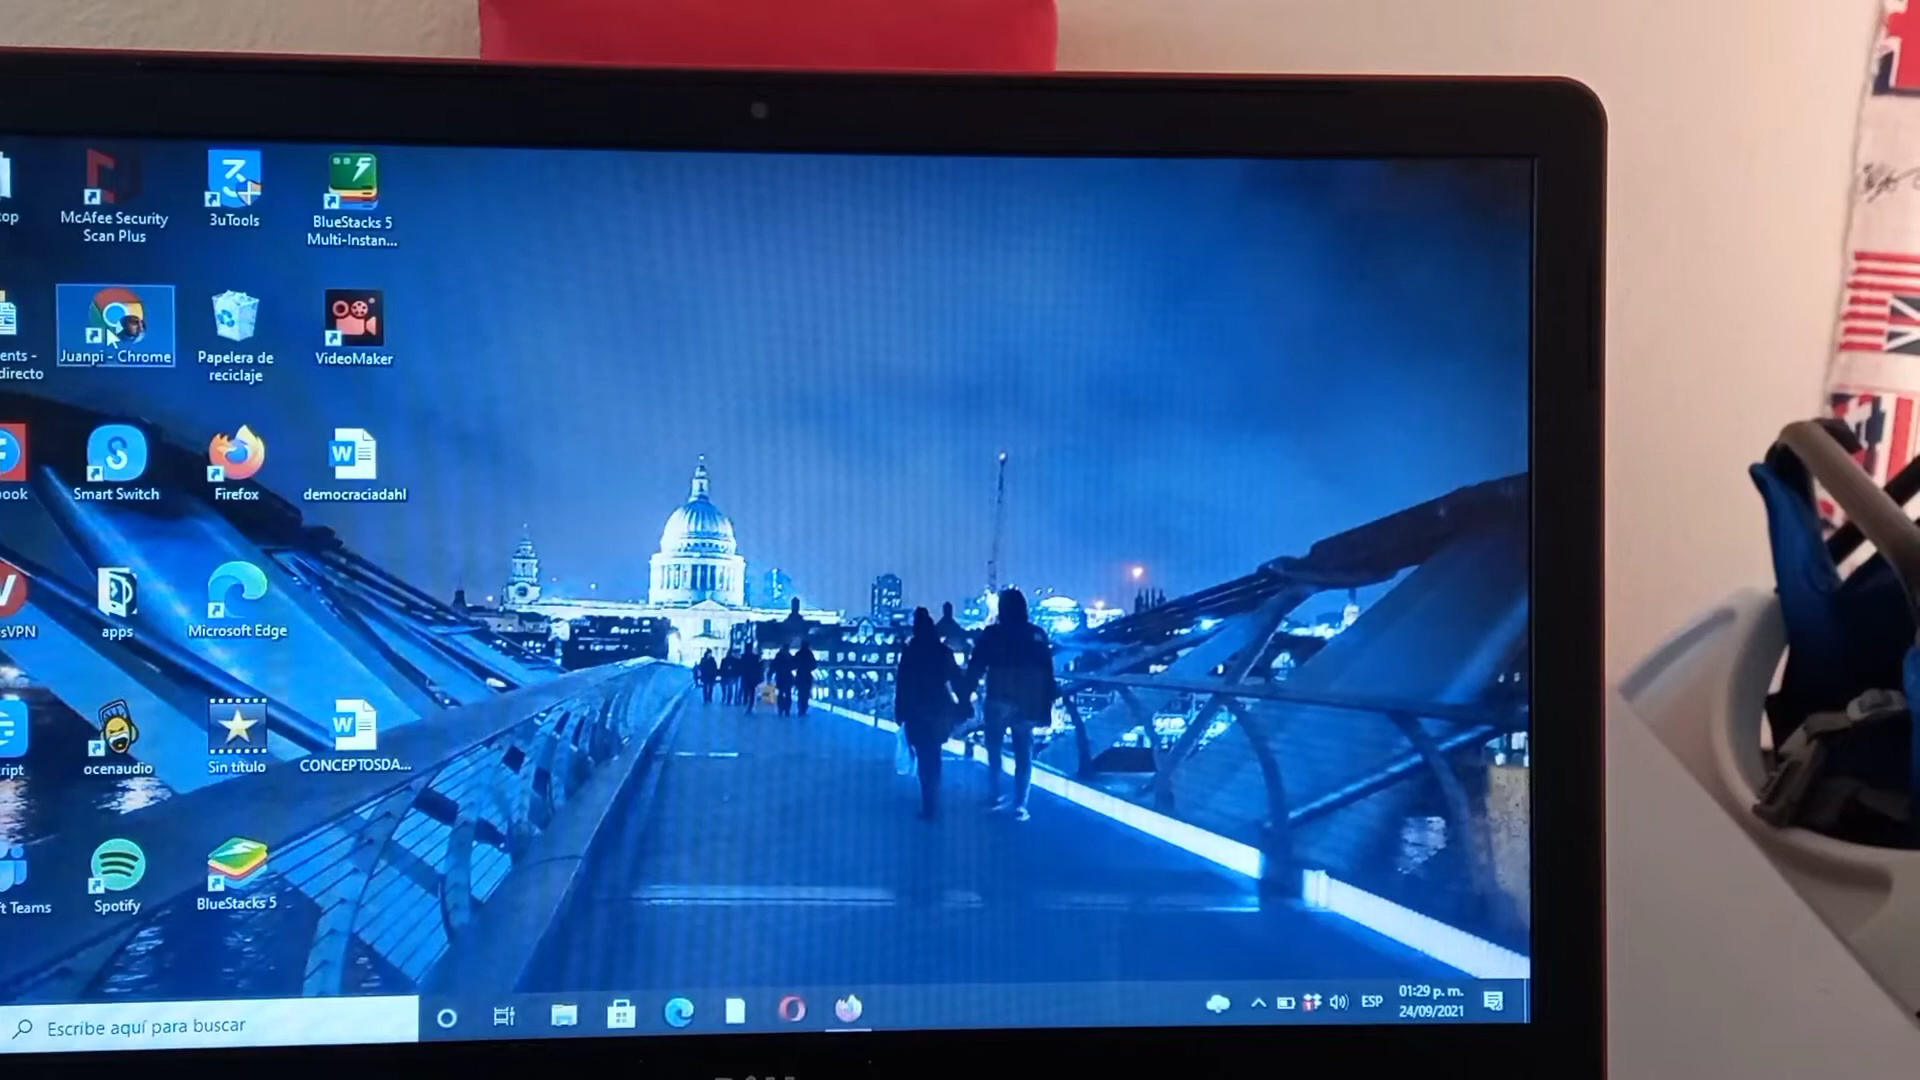 top
McAfee Security
Scan Plus
3uTools
BlueStacks 5
Multi-Instan...
ents -
directo
Juanpi - Chrome
Papelera de
reciclaje
VideoMaker
ook
Smart Switch
Firefox
democraciadahl
sVPN
apps
Microsoft Edge
ript
ocenaudio
Sin título
CONCEPTOSDA...
t Teams
Spotify
BlueStacks 5
Escribe aquí para buscar
ESP
01:29 p. m.
24/09/2021